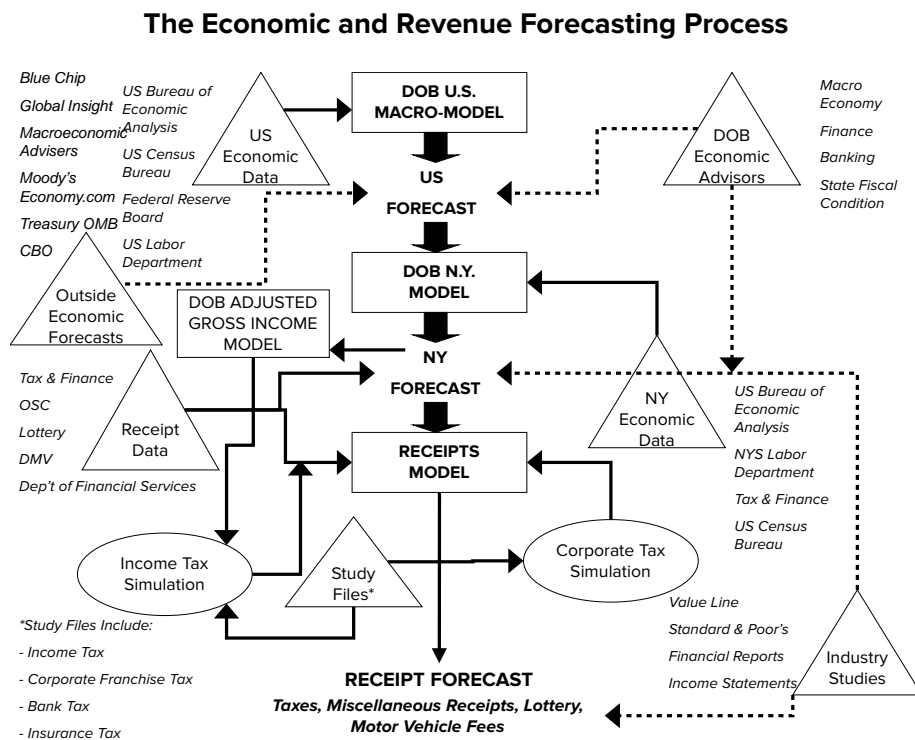 The Economic and Revenue Forecasting Process
Blue Chip
Global Insight
Macroeconomic
Advisers
Moody's
Economy.com
Treasury OMB
CBO
US Bureau of
Economic
Analysis
US Census
Bureau
Federal Reserve
Board
US Labor
Department
US
Economic
Data
DOB U.S.
MACRO-MODEL
DOB
Economic
Advisors
Macro
Economy
Finance
Banking
State Fiscal
Condition
US
FORECAST
Outside
Economic
Forecasts
DOB ADJUSTED
GROSS INCOME
MODEL
DOB N.Y.
MODEL
NY
FORECAST
Tax & Finance
OSC
Lottery
DMV
Dep't of Financial Services
Receipt
Data
RECEIPTS
MODEL
NY
Economic
Data
US Bureau of
Economic
Analysis
NYS Labor
Department
Tax & Finance
US Census
Bureau
Income Tax
Simulation
Study
Files*
Corporate Tax
Simulation
*Study Files Include:
- Income Tax
- Corporate Franchise Tax
- Bank Tax
- Insurance Tax
Value Line
Standard & Poor's
Financial Reports
Income Statements
Industry
Studies
RECEIPT FORECAST
Taxes, Miscellaneous Receipts, Lottery,
Motor Vehicle Fees